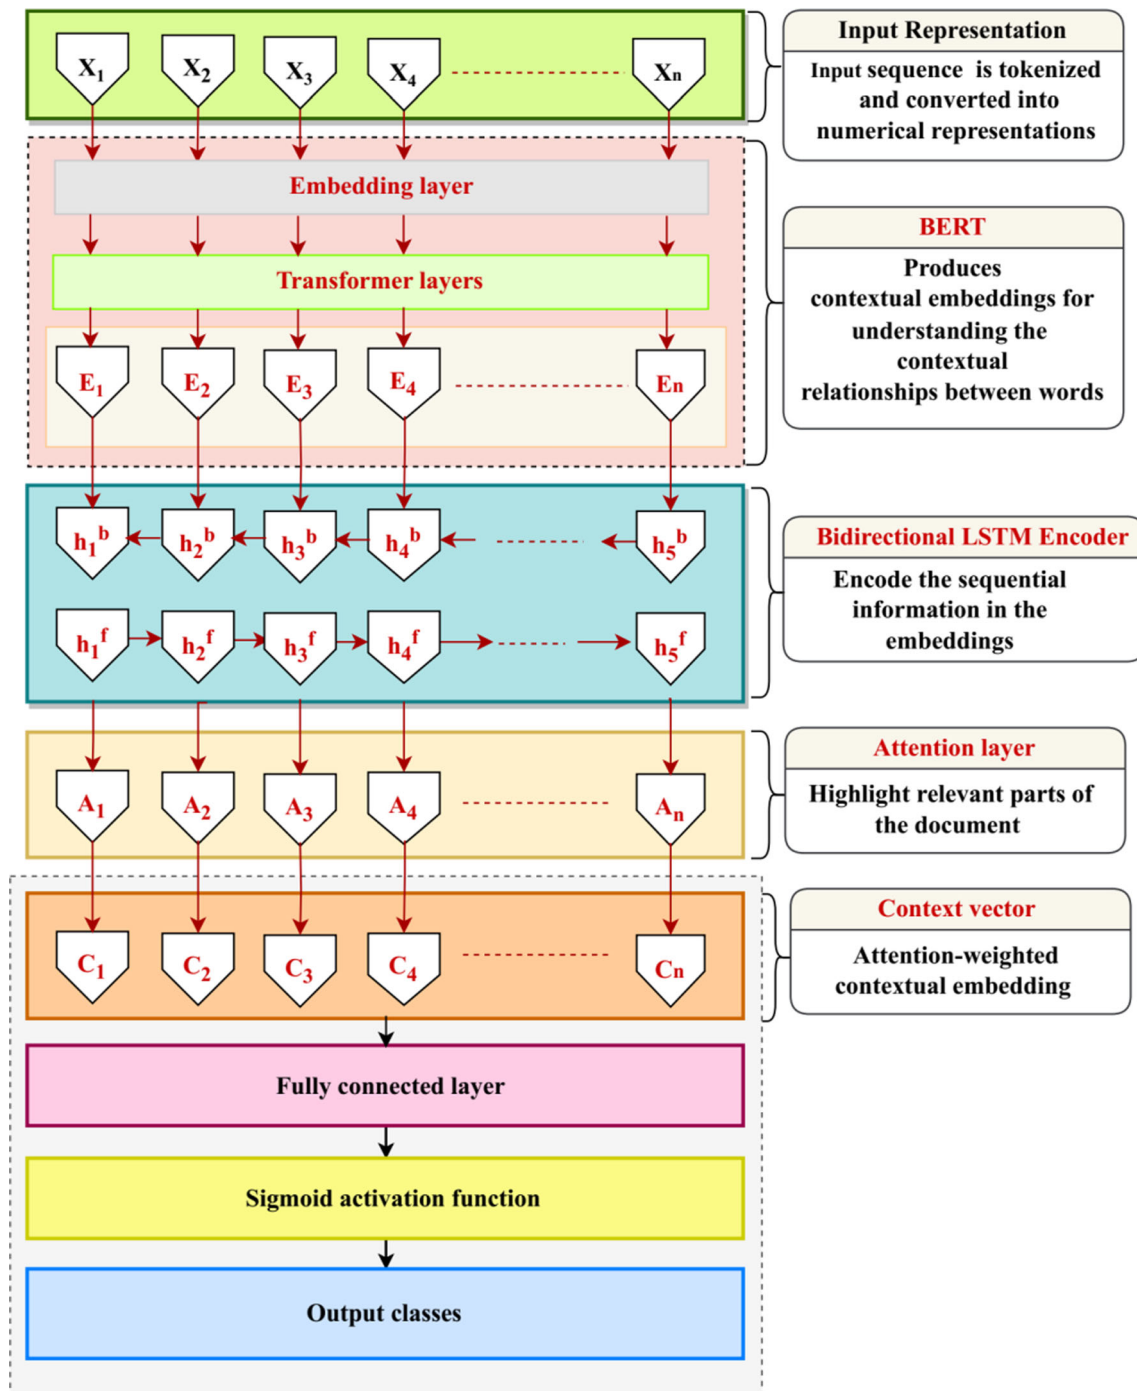 X1 X2 X3 X4 Xn
Input Representation
Input sequence is tokenized
and converted into
numerical representations
Embedding layer
Transformer layers
E1 E2 E3 E4 En
BERT
Produces
contextual embeddings for
understanding the
contextual
relationships between words
h1b h2b h3b h4b h5b
h1f h2f h3f h4f h5f
Bidirectional LSTM Encoder
Encode the sequential
information in the
embeddings
A1 A2 A3 A4 An
Attention layer
Highlight relevant parts of
the document
C1 C2 C3 C4 Cn
Context vector
Attention-weighted
contextual embedding
Fully connected layer
Sigmoid activation function
Output classes